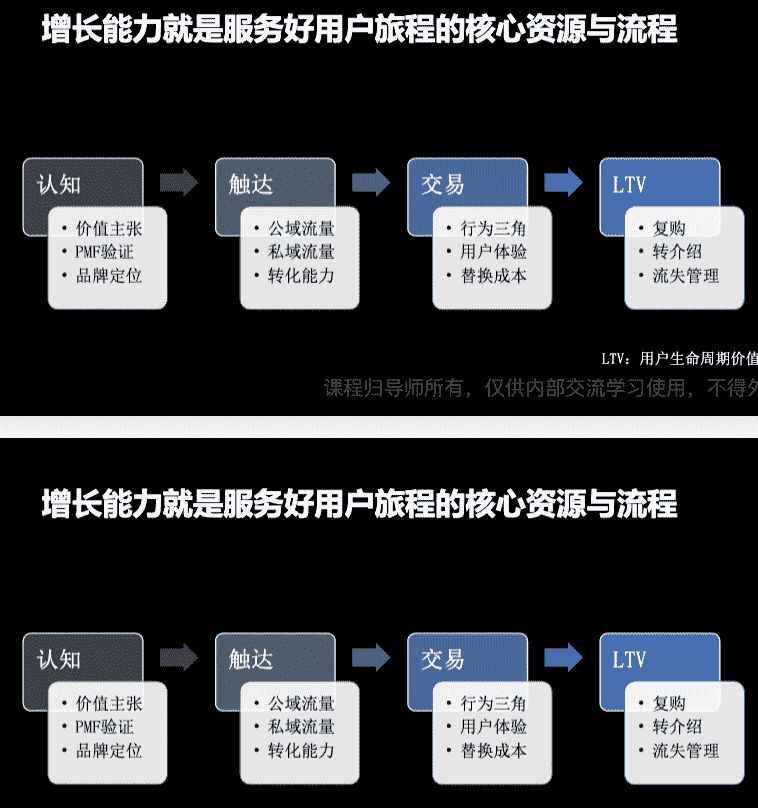 增长能力就是服务好用户旅程的核心资源与流程
认知
• 价值主张
• PMF验证
• 品牌定位
触达
• 公域流量
• 私域流量
• 转化能力
交易
• 行为三角
• 用户体验
• 替换成本
LTV
• 复购
• 转介绍
• 流失管理
LTV：用户生命周期价值
课程归导师所有，仅供内部交流学习使用，不得外
增长能力就是服务好用户旅程的核心资源与流程
认知
• 价值主张
• PMF验证
• 品牌定位
触达
• 公域流量
• 私域流量
• 转化能力
交易
• 行为三角
• 用户体验
• 替换成本
LTV
• 复购
• 转介绍
• 流失管理